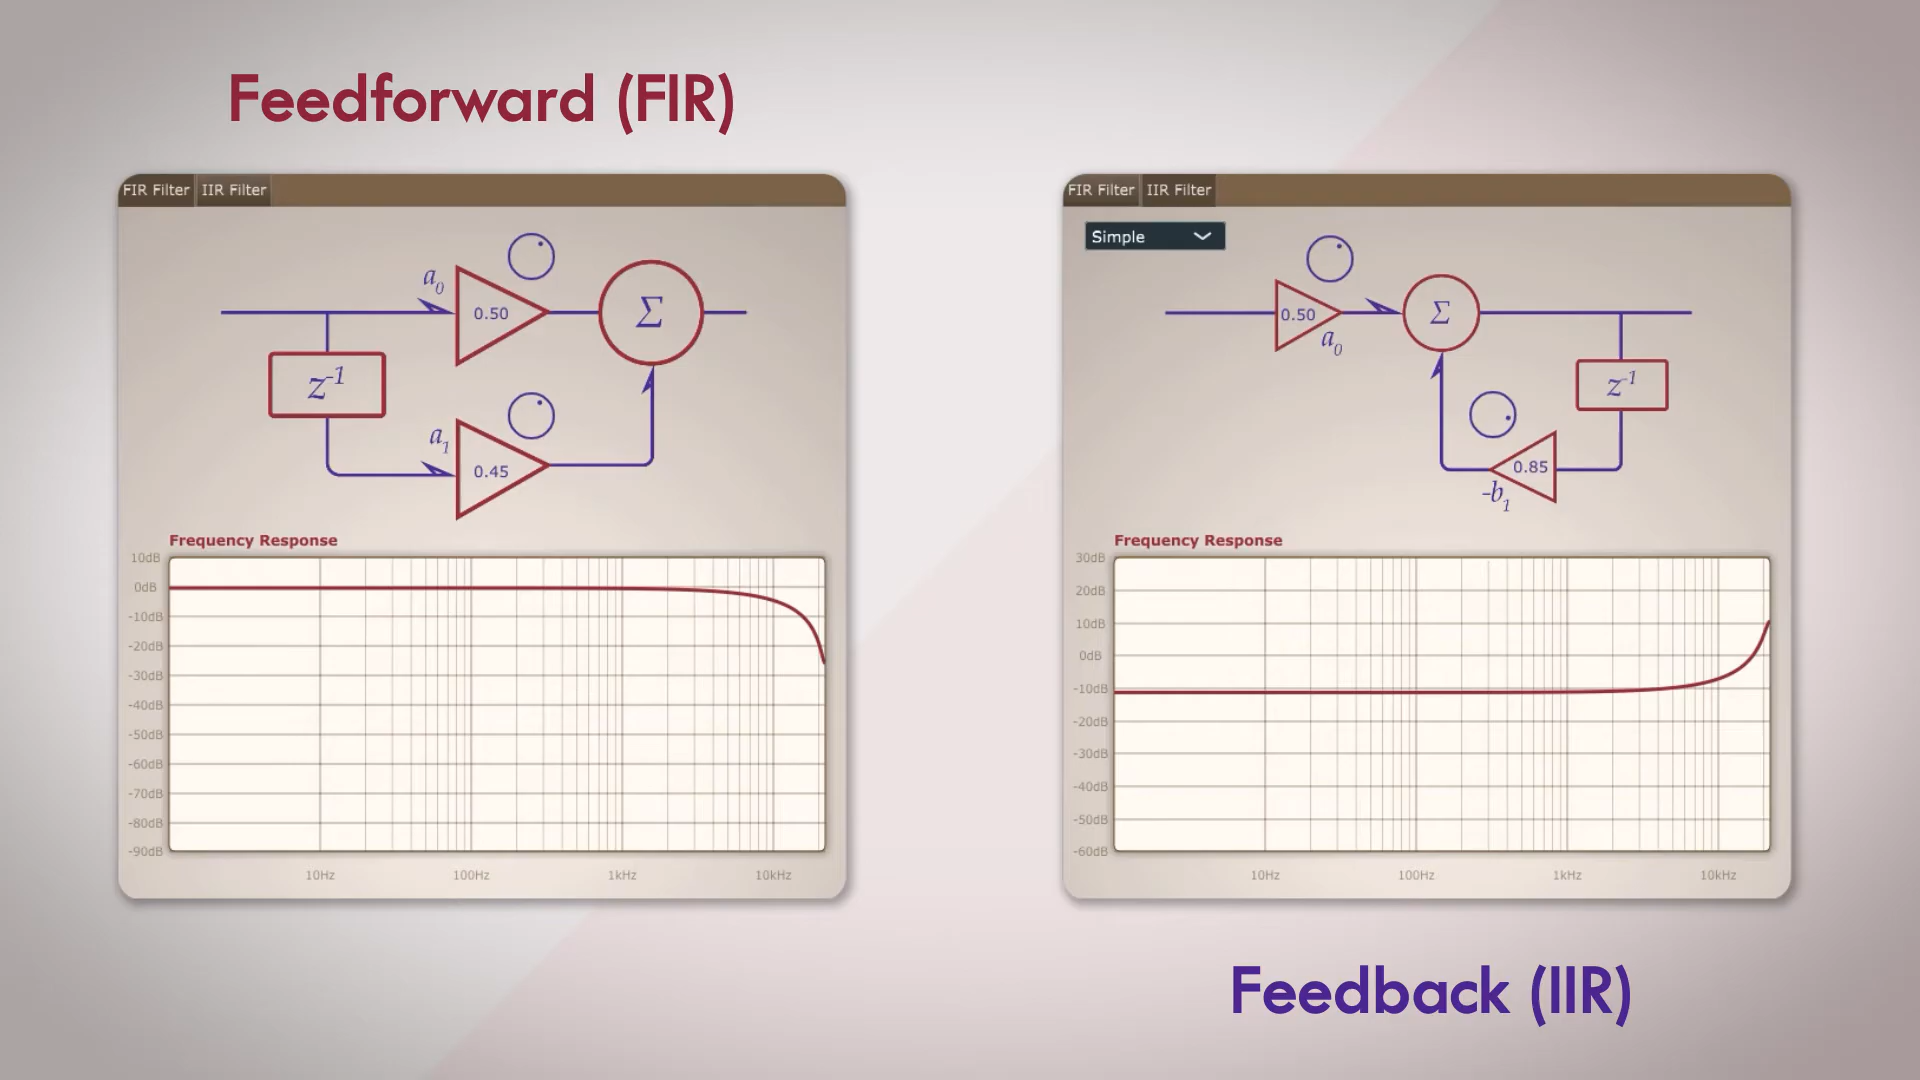 Feedforward (FIR)
FIR Filter IIR Filter
a0
0.50
Σ
z-1
a1
0.45
Frequency Response
10dB
0dB
-10dB
-20dB
-30dB
-40dB
-50dB
-60dB
-70dB
-80dB
-90dB
10Hz 100Hz 1kHz 10kHz
FIR Filter IIR Filter
Simple
0.50
a0
Σ
z-1
0.85
-b1
Frequency Response
30dB
20dB
10dB
0dB
-10dB
-20dB
-30dB
-40dB
-50dB
-60dB
10Hz 100Hz 1kHz 10kHz
Feedback (IIR)